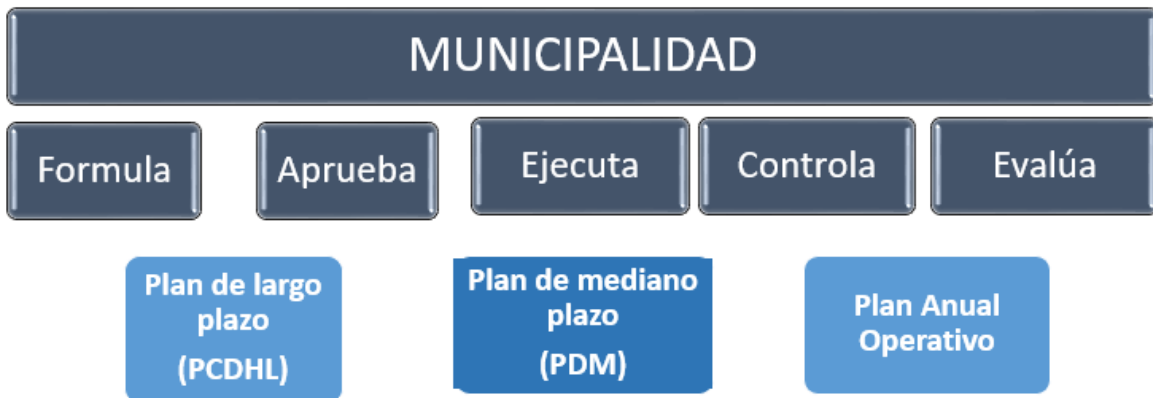 MUNICIPALIDAD
Formula
Aprueba
Ejecuta
Controla
Evalúa
Plan de largo
plazo
(PCDHL)
Plan de mediano
plazo
(PDM)
Plan Anual
Operativo